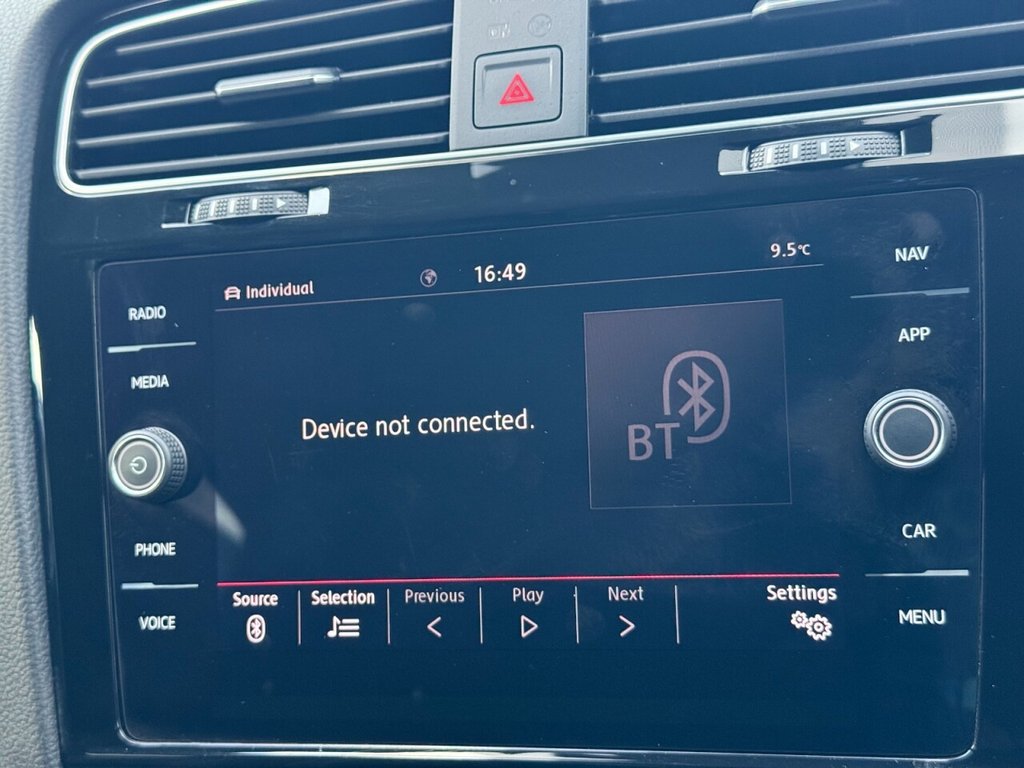 Individual
16:49
9.5°C
NAV
RADIO
APP
MEDIA
Device not connected.
BT
CAR
PHONE
VOICE
Source
Selection
Previous
Play
Next
Settings
MENU